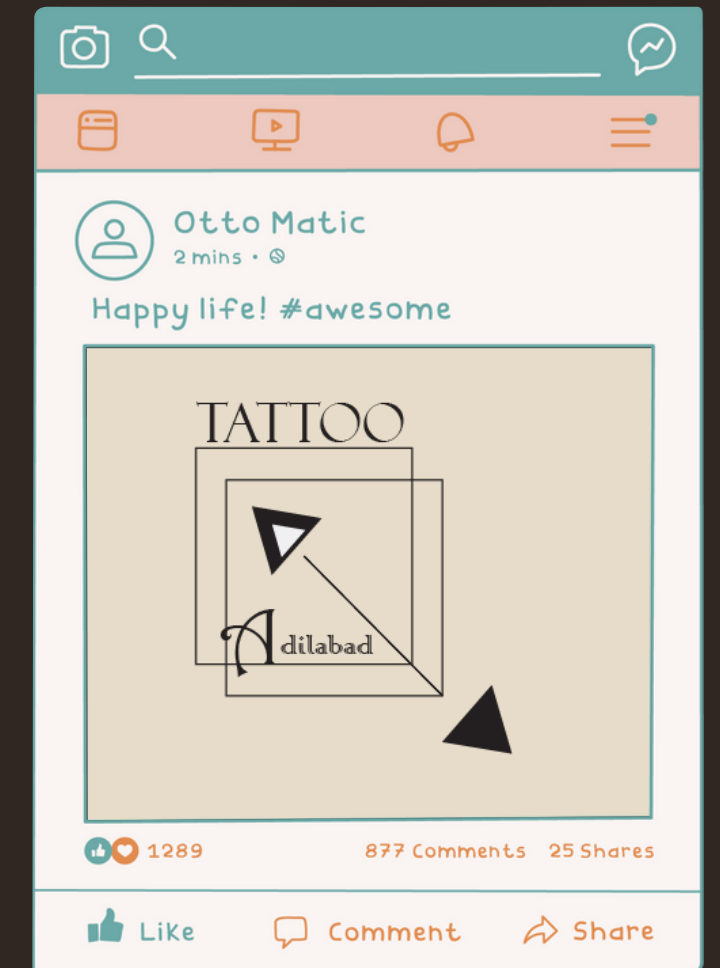 Otto Matic
2 mins •
Happy life! #awesome
TATTOO
Adilabad
1289 877 Comments 25 Shares
Like Comment Share